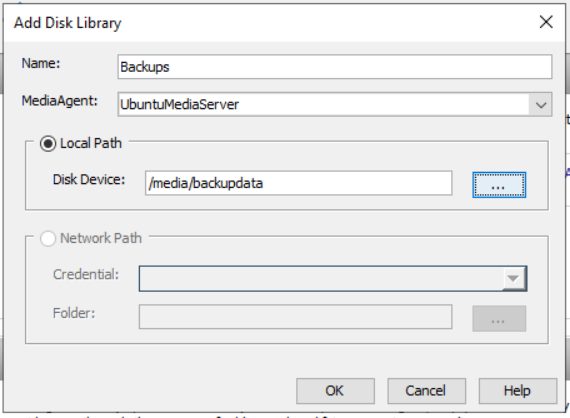 Add Disk Library
Name: Backups
MediaAgent: UbuntuMediaServer
Local Path
Disk Device: /media/backupdata ...
Network Path
Credential:
Folder: ...
OK Cancel Help